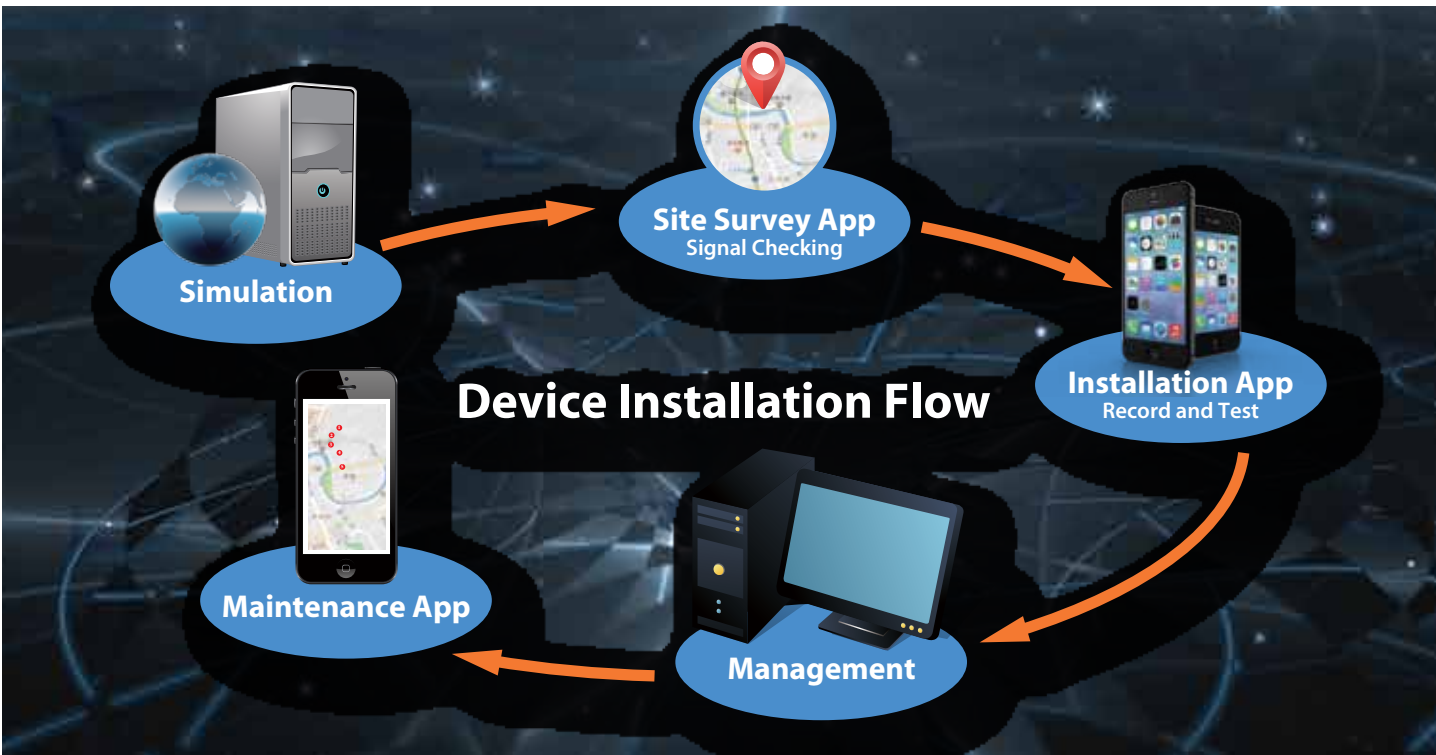 Simulation
Site Survey App
Signal Checking
Installation App
Record and Test
Device Installation Flow
Management
Maintenance App